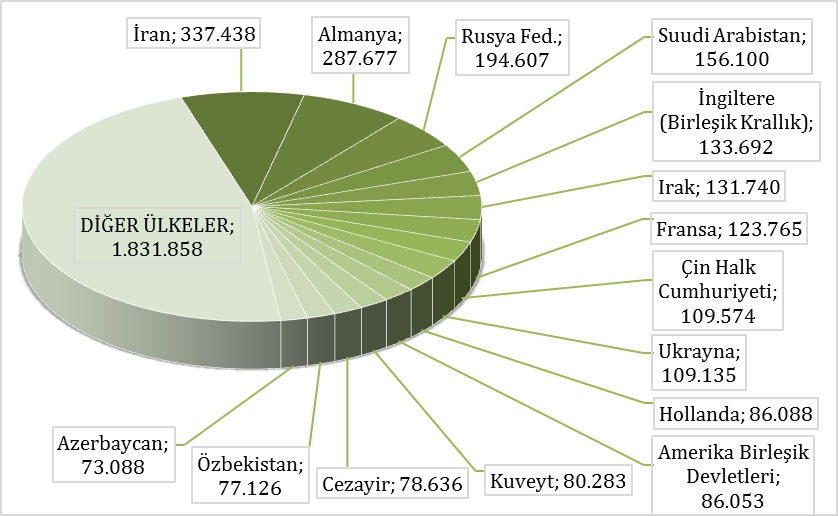 İran; 337.438
Almanya;
287.677
Rusya Fed.;
194.607
Suudi Arabistan;
156.100
İngiltere
(Birleşik Krallık);
133.692
Irak; 131.740
Fransa; 123.765
Çin Halk
Cumhuriyeti;
109.574
Ukrayna;
109.135
Hollanda; 86.088
Amerika Birleşik
Devletleri;
86.053
Kuveyt; 80.283
Cezayir; 78.636
Özbekistan;
77.126
Azerbaycan;
73.088
DİĞER ÜLKELER;
1.831.858